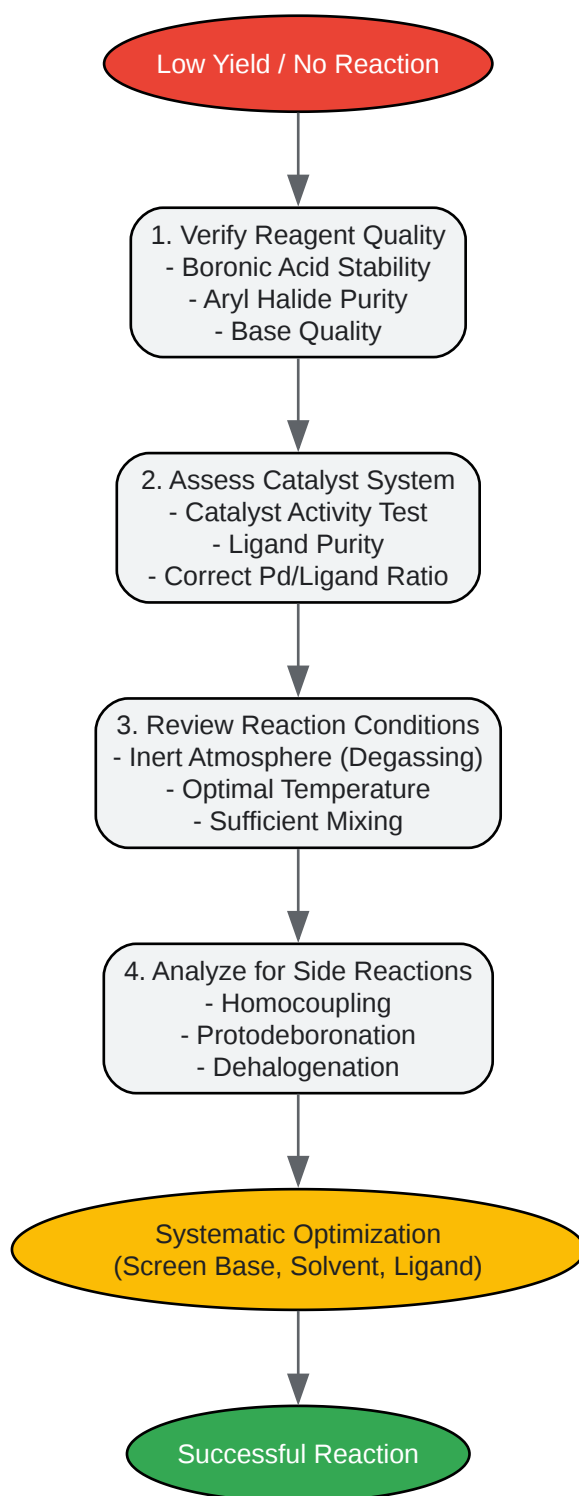 Low Yield / No Reaction
1. Verify Reagent Quality
- Boronic Acid Stability
- Aryl Halide Purity
- Base Quality
2. Assess Catalyst System
- Catalyst Activity Test
- Ligand Purity
- Correct Pd/Ligand Ratio
3. Review Reaction Conditions
- Inert Atmosphere (Degassing)
- Optimal Temperature
- Sufficient Mixing
4. Analyze for Side Reactions
- Homocoupling
- Protodeboronation
- Dehalogenation
Systematic Optimization
(Screen Base, Solvent, Ligand)
Successful Reaction